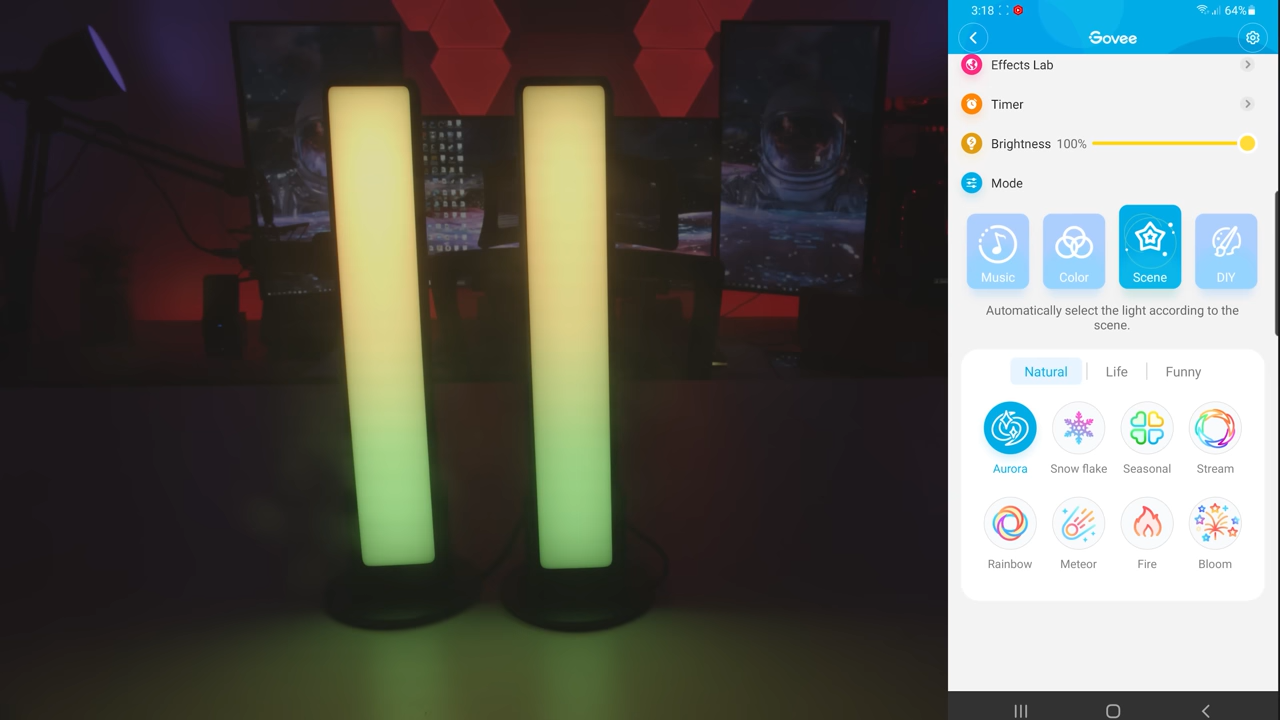 3:18
64%
Govee
Effects Lab
Timer
Brightness 100%
Mode
Music
Color
Scene
DIY
Automatically select the light according to the
scene.
Natural
Life
Funny
Aurora
Snow flake
Seasonal
Stream
Rainbow
Meteor
Fire
Bloom